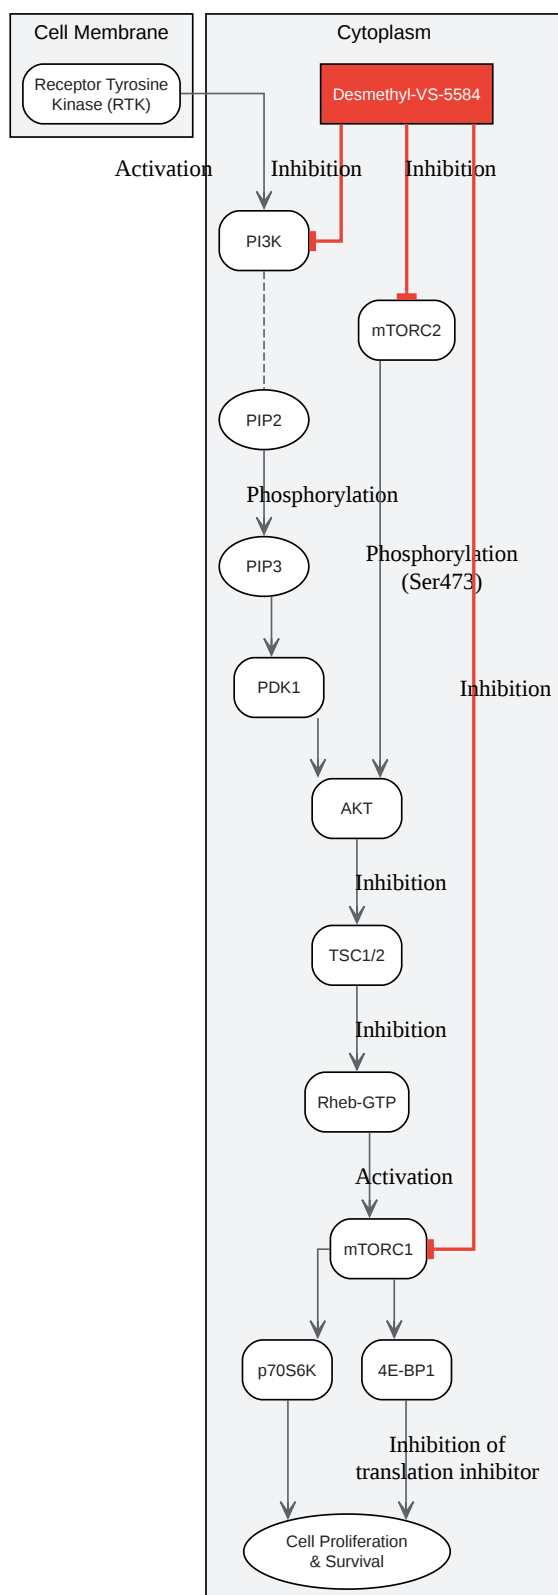 Cell Membrane
Cytoplasm
Receptor Tyrosine
Kinase (RTK)
Desmethyl-VS-5584
Activation
Inhibition
Inhibition
PI3K
mTORC2
PIP2
Phosphorylation
PIP3
Phosphorylation
(Ser473)
PDK1
Inhibition
AKT
Inhibition
TSC1/2
Inhibition
Rheb-GTP
Activation
mTORC1
p70S6K
4E-BP1
Inhibition of
translation inhibitor
Cell Proliferation
& Survival